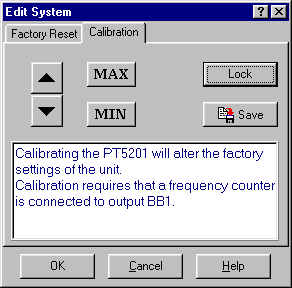 Edit System
Factory Reset
Calibration
MAX
Lock
MIN
Save
Calibrating the PT5201 will alter the factory
settings of the unit.
Calibration requires that a frequency counter
is connected to output BB1.
OK
Cancel
Help